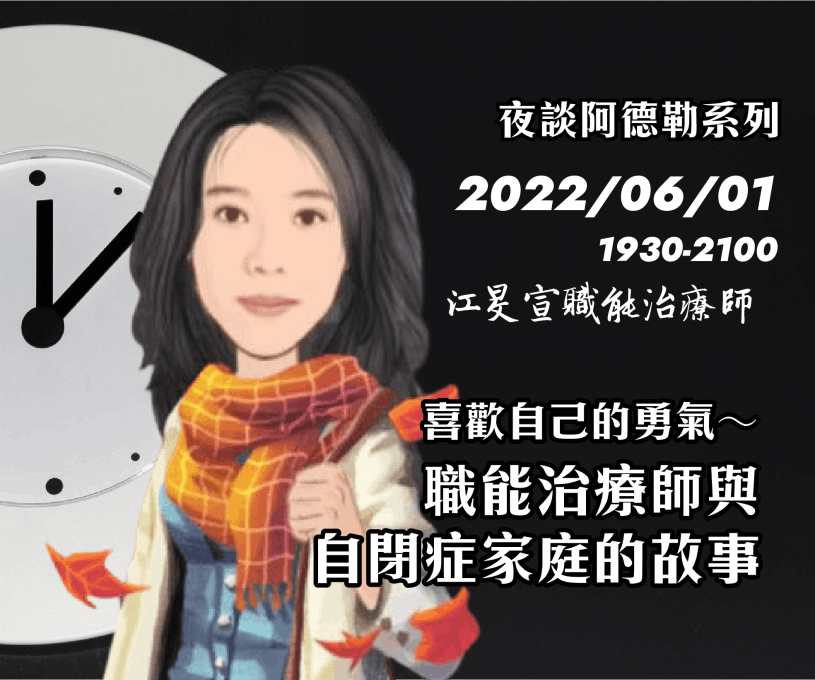 夜談阿德勒系列
2022/06/01
1930-2100
江旻宣職能治療師
喜歡自己的勇氣～
職能治療師與
自閉症家庭的故事